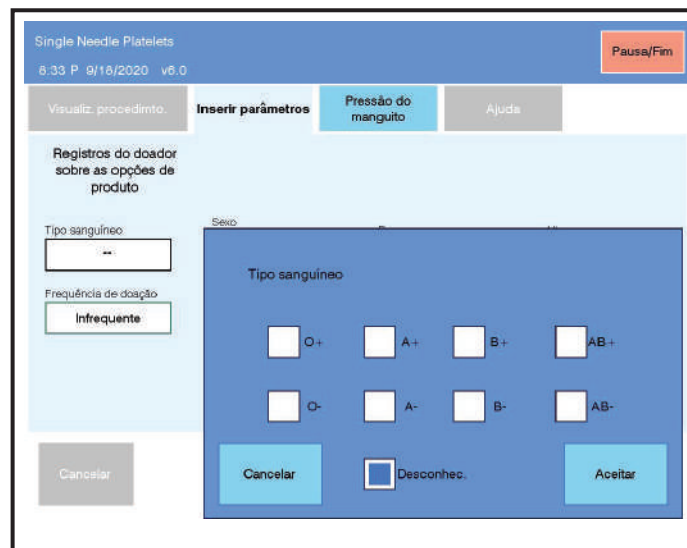 Single Needle Platelets
Pausa/Fim
8:33 P 9/18/2020 v6.0
Visualiz. procedimto.
Inserir parâmetros
Pressão do
manguito
Ajuda
Registros do doador
sobre as opções de
produto
Tipo sanguíneo
--
Frequência de doação
Infrequente
Sexo
Tipo sanguíneo
O+
A+
B+
AB+
O-
A-
B-
AB-
Cancelar
Cancelar
Desconhec.
Aceitar